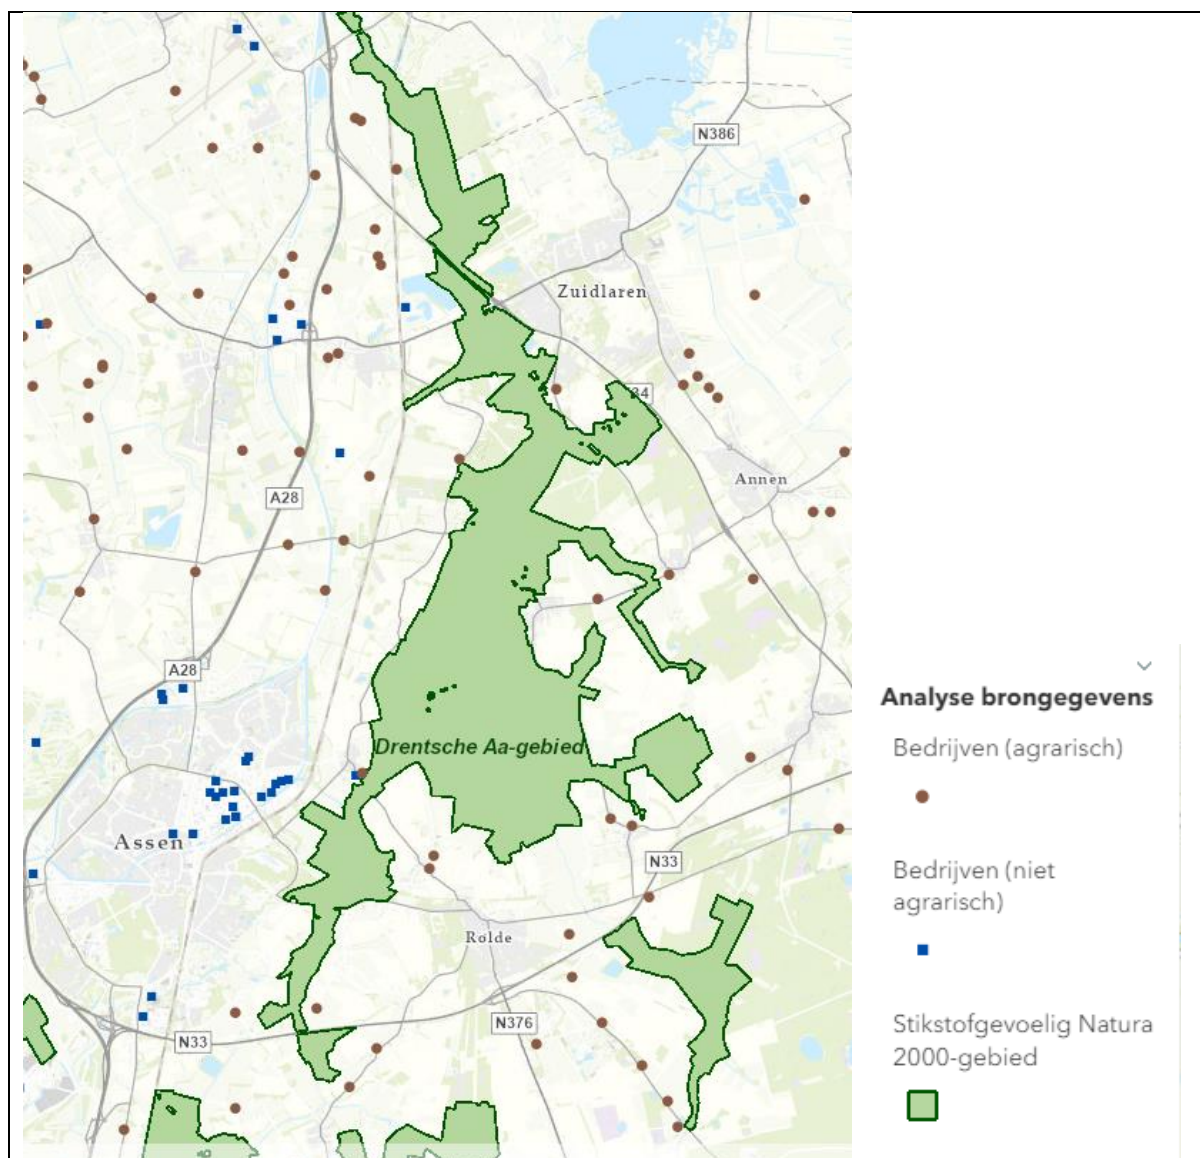 N386
Zuidlaren
34
Annen
A28
A28
Drentsche Aa-gebied
Assen
N33
Rolde
N376
N33
Analyse brongegevens
Bedrijven (agrarisch)
Bedrijven (niet
agrarisch)
Stikstofgevoelig Natura
2000-gebied